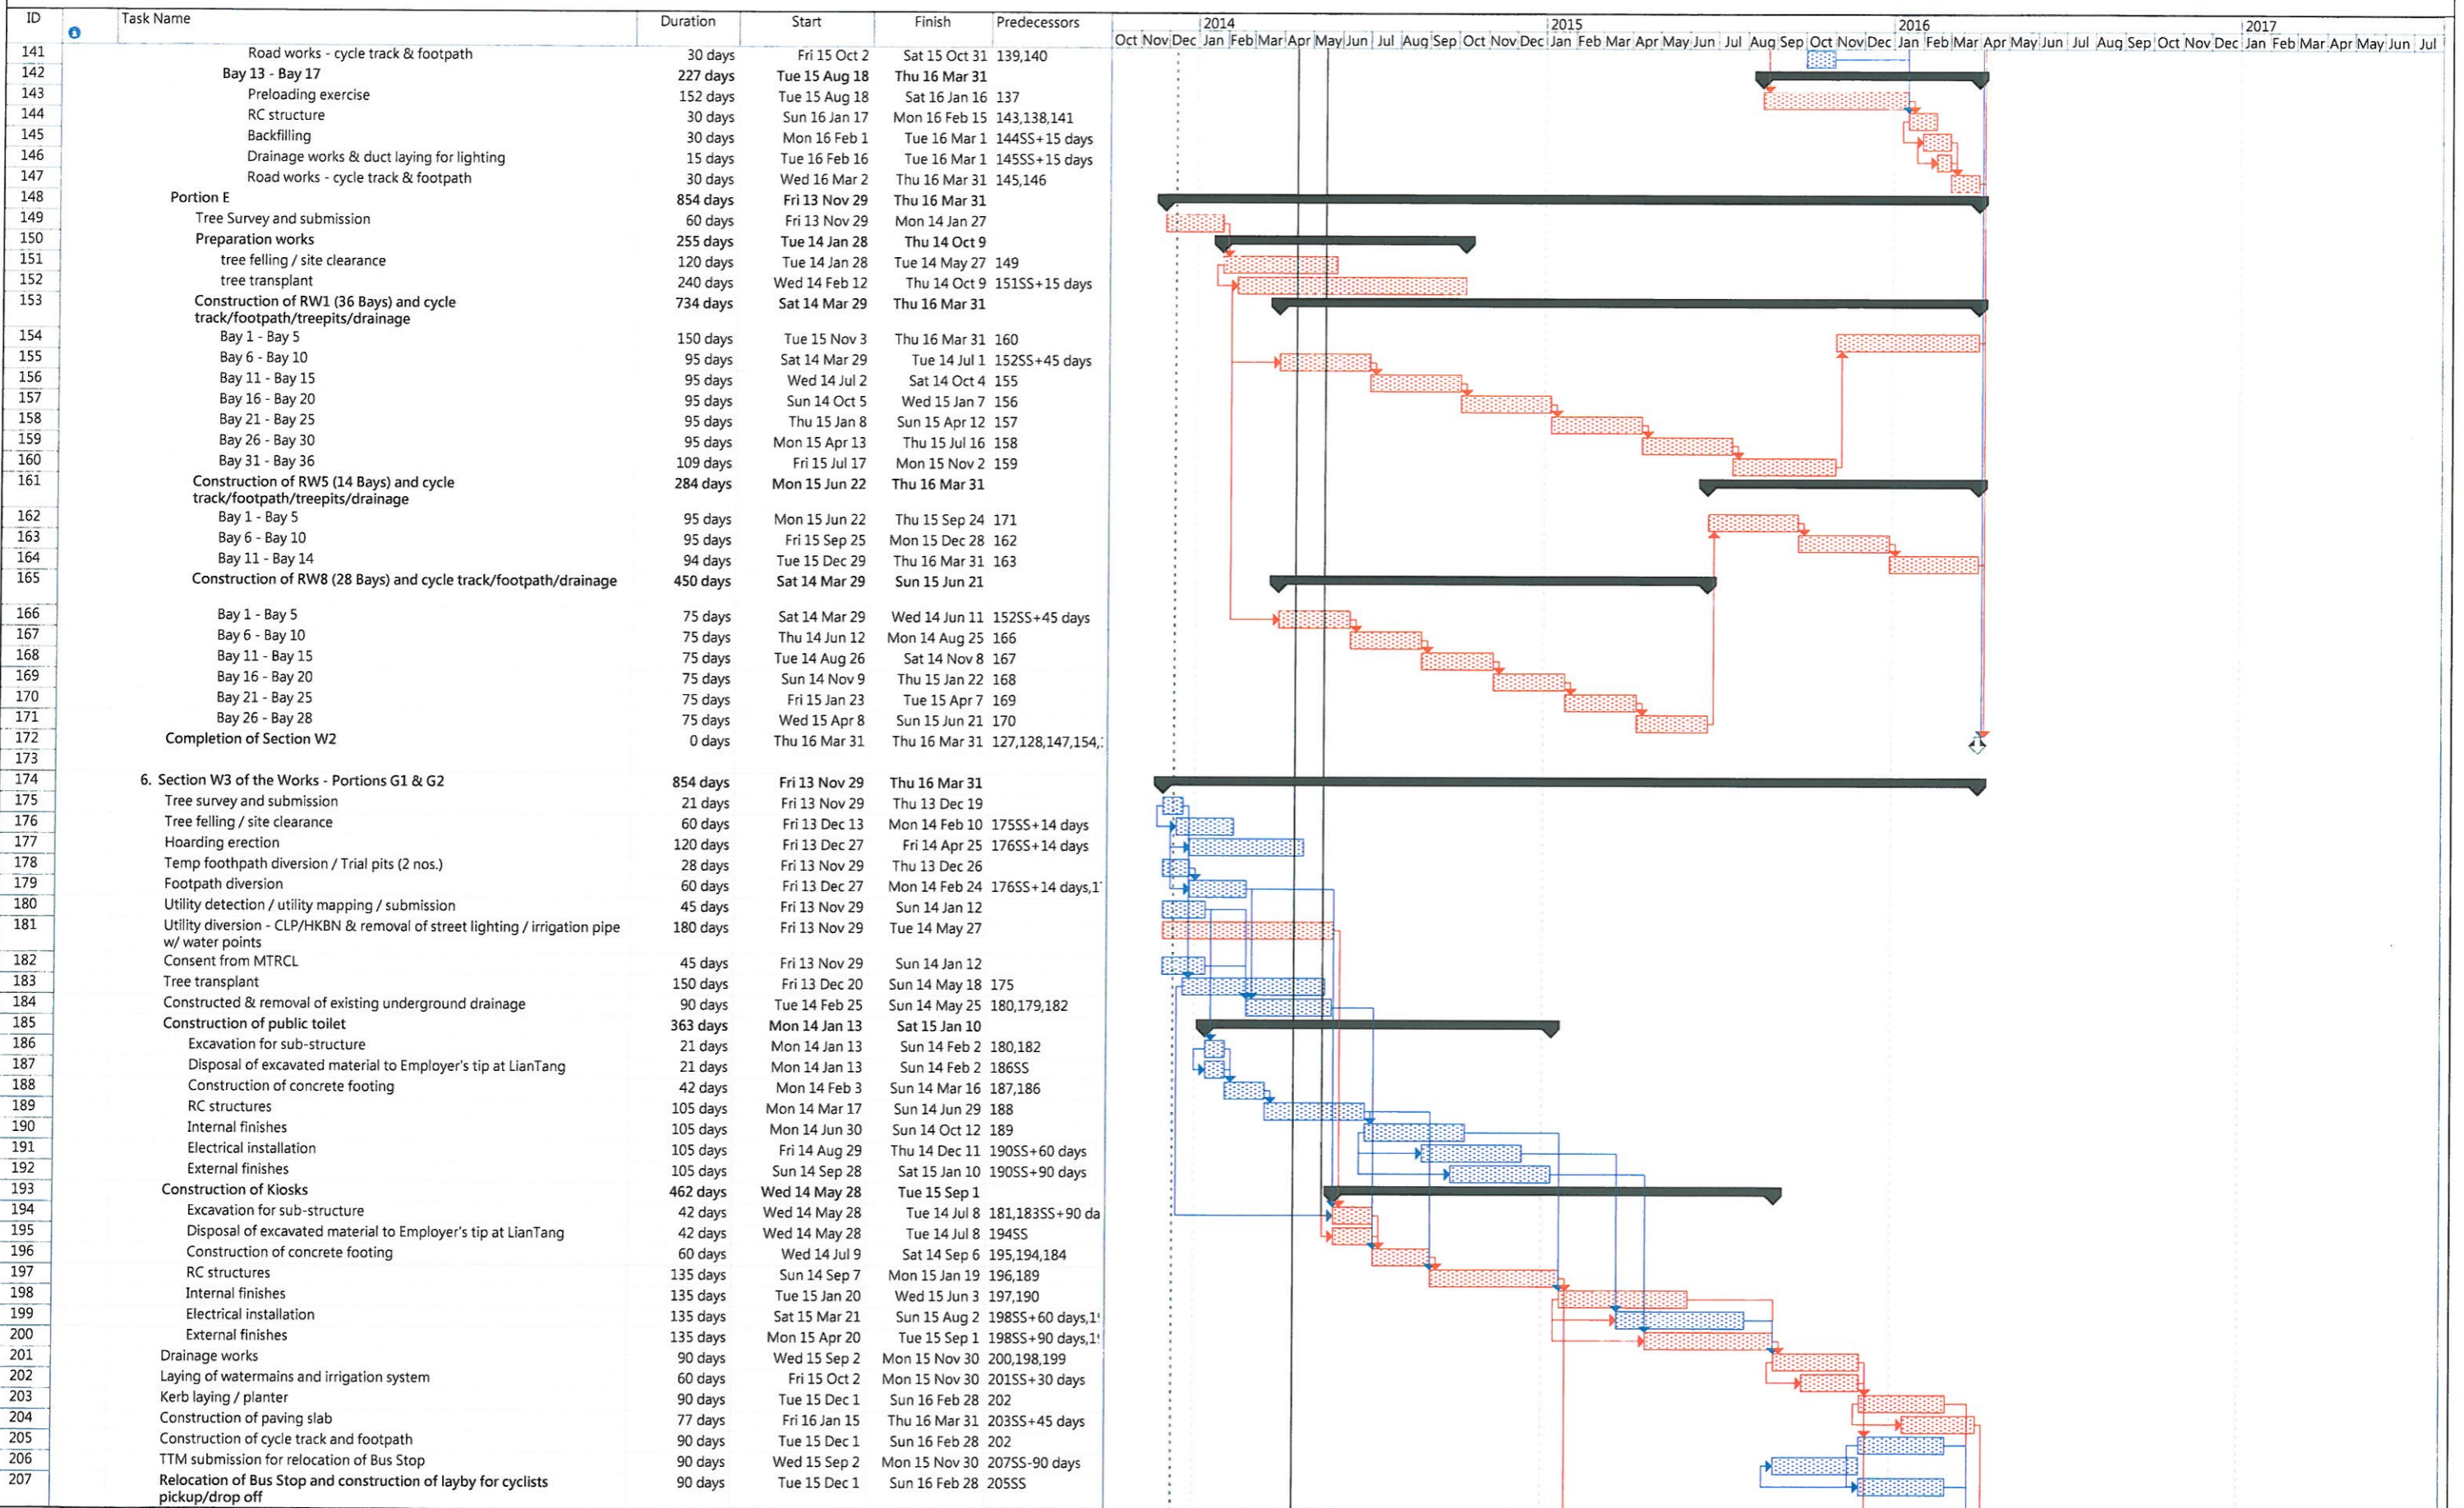 ID Task Name Duration Start Finish Predecessors 2014 2015 2016 2017
Oct Nov Dec Jan Feb Mar Apr May Jun Jul Aug Sep Oct Nov Dec Jan Feb Mar Apr May Jun Jul Aug Sep Oct Nov Dec Jan Feb Mar Apr May Jun Jul Aug Sep Oct Nov Dec Jan Feb Mar Apr May Jun Jul
141 Road works - cycle track & footpath 30 days Fri 15 Oct 2 Sat 15 Oct 31 139,140
142 Bay 13 - Bay 17 227 days Tue 15 Aug 18 Thu 16 Mar 31
143 Preloading exercise 152 days Tue 15 Aug 18 Sat 16 Jan 16 137
144 RC structure 30 days Sun 16 Jan 17 Mon 16 Feb 15 143,138,141
145 Backfilling 30 days Mon 16 Feb 1 Tue 16 Mar 1 144SS+15 days
146 Drainage works & duct laying for lighting 15 days Tue 16 Feb 16 Tue 16 Mar 1 145SS+15 days
147 Road works - cycle track & footpath 30 days Wed 16 Mar 2 Thu 16 Mar 31 145,146
148 Portion E 854 days Fri 13 Nov 29 Thu 16 Mar 31
149 Tree Survey and submission 60 days Fri 13 Nov 29 Mon 14 Jan 27
150 Preparation works 255 days Tue 14 Jan 28 Thu 14 Oct 9
151 tree felling / site clearance 120 days Tue 14 Jan 28 Tue 14 May 27 149
152 tree transplant 240 days Wed 14 Feb 12 Thu 14 Oct 9 151SS+15 days
153 Construction of RW1 (36 Bays) and cycle 734 days Sat 14 Mar 29 Thu 16 Mar 31
track/footpath/treepits/drainage
154 Bay 1 - Bay 5 150 days Tue 15 Nov 3 Thu 16 Mar 31 160
155 Bay 6 - Bay 10 95 days Sat 14 Mar 29 Tue 14 Jul 1 152SS+45 days
156 Bay 11 - Bay 15 95 days Wed 14 Jul 2 Sat 14 Oct 4 155
157 Bay 16 - Bay 20 95 days Sun 14 Oct 5 Wed 15 Jan 7 156
158 Bay 21 - Bay 25 95 days Thu 15 Jan 8 Sun 15 Apr 12 157
159 Bay 26 - Bay 30 95 days Mon 15 Apr 13 Thu 15 Jul 16 158
160 Bay 31 - Bay 36 109 days Fri 15 Jul 17 Mon 15 Nov 2 159
161 Construction of RW5 (14 Bays) and cycle 284 days Mon 15 Jun 22 Thu 16 Mar 31
track/footpath/treepits/drainage
162 Bay 1 - Bay 5 95 days Mon 15 Jun 22 Thu 15 Sep 24 171
163 Bay 6 - Bay 10 95 days Fri 15 Sep 25 Mon 15 Dec 28 162
164 Bay 11 - Bay 14 94 days Tue 15 Dec 29 Thu 16 Mar 31 163
165 Construction of RW8 (28 Bays) and cycle track/footpath/drainage 450 days Sat 14 Mar 29 Sun 15 Jun 21
166 Bay 1 - Bay 5 75 days Sat 14 Mar 29 Wed 14 Jun 11 152SS+45 days
167 Bay 6 - Bay 10 75 days Thu 14 Jun 12 Mon 14 Aug 25 166
168 Bay 11 - Bay 15 75 days Tue 14 Aug 26 Sat 14 Nov 8 167
169 Bay 16 - Bay 20 75 days Sun 14 Nov 9 Thu 15 Jan 22 168
170 Bay 21 - Bay 25 75 days Fri 15 Jan 23 Tue 15 Apr 7 169
171 Bay 26 - Bay 28 75 days Wed 15 Apr 8 Sun 15 Jun 21 170
172 Completion of Section W2 0 days Thu 16 Mar 31 Thu 16 Mar 31 127,128,147,154,
173
174 6. Section W3 of the Works - Portions G1 & G2 854 days Fri 13 Nov 29 Thu 16 Mar 31
175 Tree survey and submission 21 days Fri 13 Nov 29 Thu 13 Dec 19
176 Tree felling / site clearance 60 days Fri 13 Dec 13 Mon 14 Feb 10 175SS+14 days
177 Hoarding erection 120 days Fri 13 Dec 27 Fri 14 Apr 25 176SS+14 days
178 Temp foothpath diversion / Trial pits (2 nos.) 28 days Fri 13 Nov 29 Thu 13 Dec 26
179 Footpath diversion 60 days Fri 13 Dec 27 Mon 14 Feb 24 176SS+14 days,1
180 Utility detection / utility mapping / submission 45 days Fri 13 Nov 29 Sun 14 Jan 12
181 Utility diversion - CLP/HKBN & removal of street lighting / irrigation pipe 180 days Fri 13 Nov 29 Tue 14 May 27
w/ water points
182 Consent from MTRCL 45 days Fri 13 Nov 29 Sun 14 Jan 12
183 Tree transplant 150 days Fri 13 Dec 20 Sun 14 May 18 175
184 Constructed & removal of existing underground drainage 90 days Tue 14 Feb 25 Sun 14 May 25 180,179,182
185 Construction of public toilet 363 days Mon 14 Jan 13 Sat 15 Jan 10
186 Excavation for sub-structure 21 days Mon 14 Jan 13 Sun 14 Feb 2 180,182
187 Disposal of excavated material to Employer's tip at LianTang 21 days Mon 14 Jan 13 Sun 14 Feb 2 186SS
188 Construction of concrete footing 42 days Mon 14 Feb 3 Sun 14 Mar 16 187,186
189 RC structures 105 days Mon 14 Mar 17 Sun 14 Jun 29 188
190 Internal finishes 105 days Mon 14 Jun 30 Sun 14 Oct 12 189
191 Electrical installation 105 days Fri 14 Aug 29 Thu 14 Dec 11 190SS+60 days
192 External finishes 105 days Sun 14 Sep 28 Sat 15 Jan 10 190SS+90 days
193 Construction of Kiosks 462 days Wed 14 May 28 Tue 15 Sep 1
194 Excavation for sub-structure 42 days Wed 14 May 28 Tue 14 Jul 8 181,183SS+90 da
195 Disposal of excavated material to Employer's tip at LianTang 42 days Wed 14 May 28 Tue 14 Jul 8 194SS
196 Construction of concrete footing 60 days Wed 14 Jul 9 Sat 14 Sep 6 195,194,184
197 RC structures 135 days Sun 14 Sep 7 Mon 15 Jan 19 196,189
198 Internal finishes 135 days Tue 15 Jan 20 Wed 15 Jun 3 197,190
199 Electrical installation 135 days Sat 15 Mar 21 Sun 15 Aug 2 198SS+60 days,1
200 External finishes 135 days Mon 15 Apr 20 Tue 15 Sep 1 198SS+90 days,1
201 Drainage works 90 days Wed 15 Sep 2 Mon 15 Nov 30 200,198,199
202 Laying of watermains and irrigation system 60 days Fri 15 Oct 2 Mon 15 Nov 30 201SS+30 days
203 Kerb laying / planter 90 days Tue 15 Dec 1 Sun 16 Feb 28 202
204 Construction of paving slab 77 days Fri 16 Jan 15 Thu 16 Mar 31 203SS+45 days
205 Construction of cycle track and footpath 90 days Tue 15 Dec 1 Sun 16 Feb 28 202
206 TTM submission for relocation of Bus Stop 90 days Wed 15 Sep 2 Mon 15 Nov 30 207SS-90 days
207 Relocation of Bus Stop and construction of layby for cyclists 90 days Tue 15 Dec 1 Sun 16 Feb 28 205SS
pickup/drop off